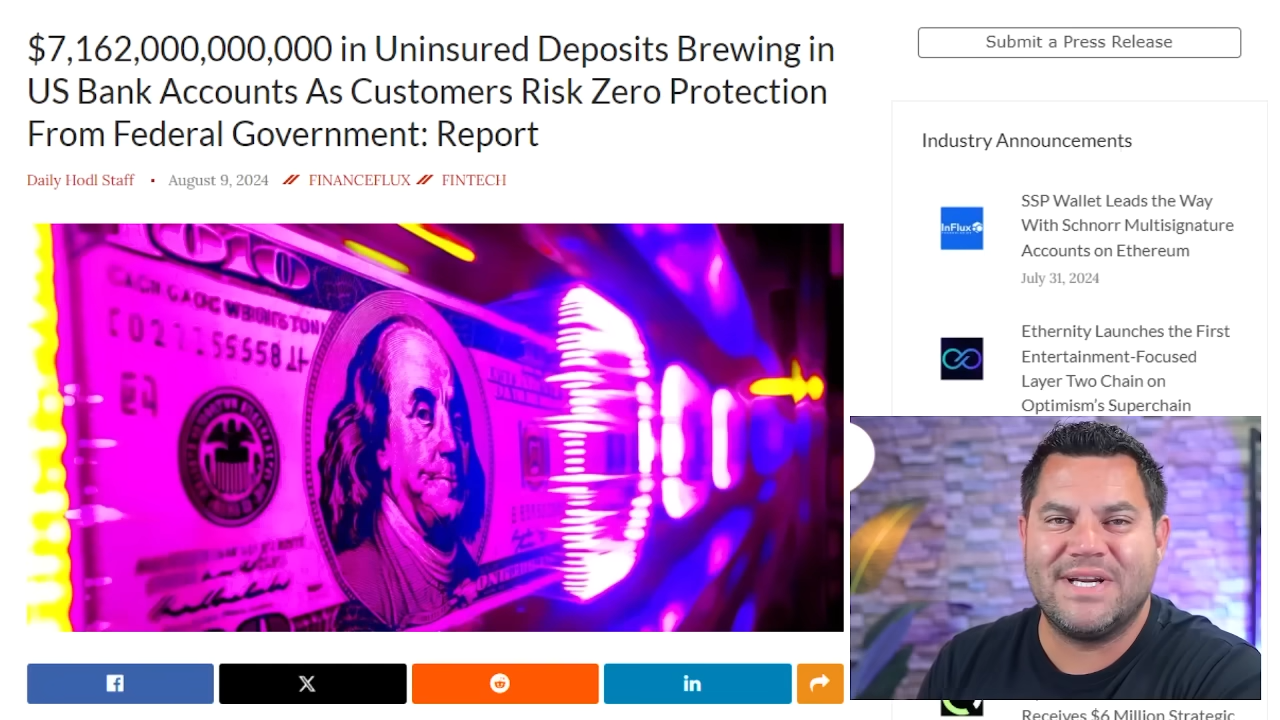 $7,162,000,000,000 in Uninsured Deposits Brewing in
US Bank Accounts As Customers Risk Zero Protection
From Federal Government: Report
Daily Hodl Staff • August 9, 2024 // FINANCEFLUX // FINTECH
Submit a Press Release
Industry Announcements
InFlux
SSP Wallet Leads the Way
With Schnorr Multisignature
Accounts on Ethereum
July 31, 2024
Ethernity Launches the First
Entertainment-Focused
Layer Two Chain on
Optimism's Superchain
Receives $6 Million Strategic